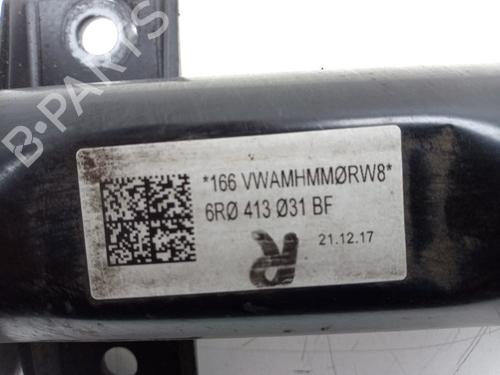 B-PARTS
*166 VWAMHMMØRW8*
6RØ 413 Ø31 BF
21.12.17
R